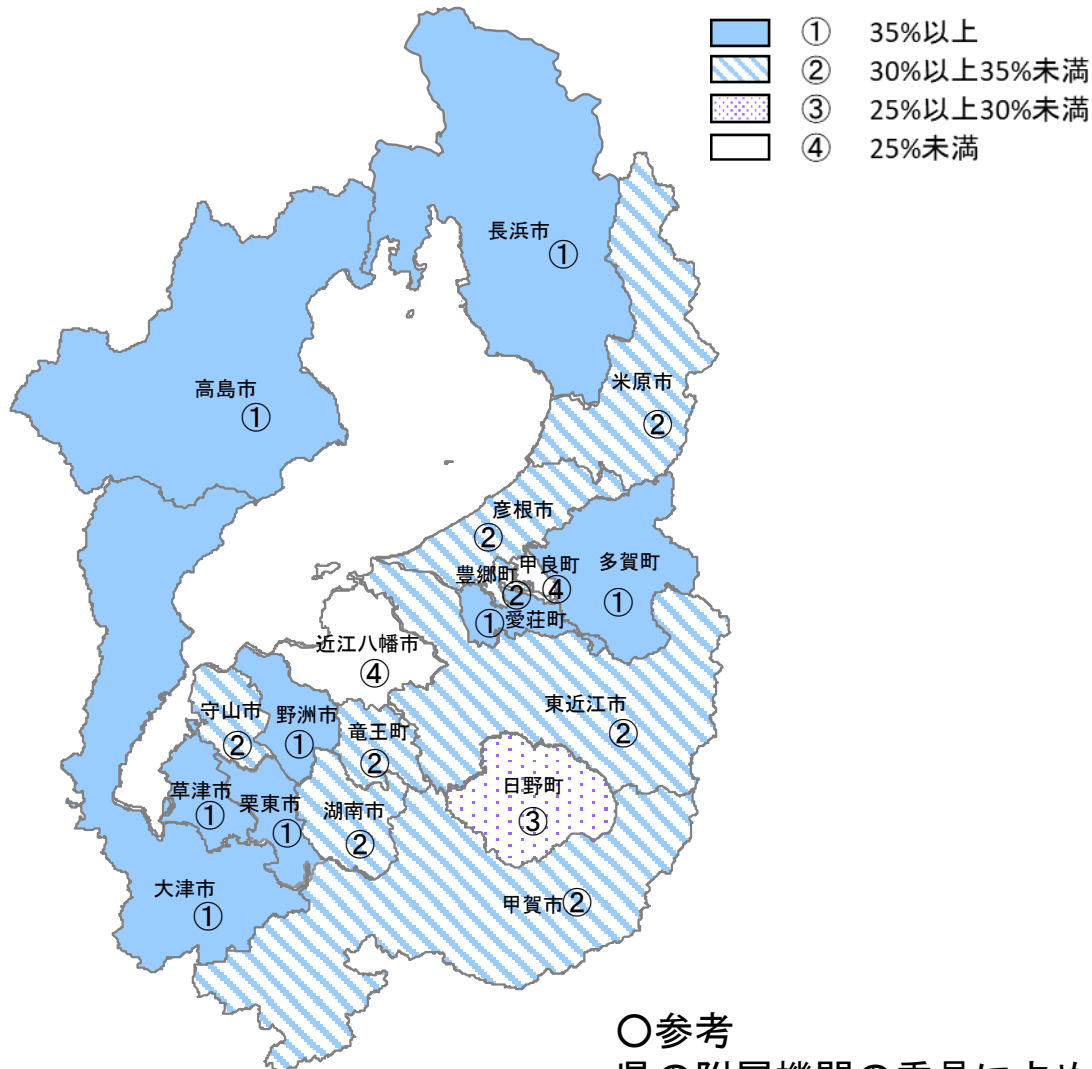 ① 35%以上
② 30%以上35%未満
③ 25%以上30%未満
④ 25%未満
長浜市
①
高島市
①
米原市
②
彦根市
②
甲良町
④
多賀町
①
豊郷町
②
愛荘町
①
近江八幡市
④
東近江市
②
守山市
②
野洲市
①
竜王町
②
日野町
③
草津市
①
栗東市
①
湖南市
②
大津市
①
甲賀市②
〇参考